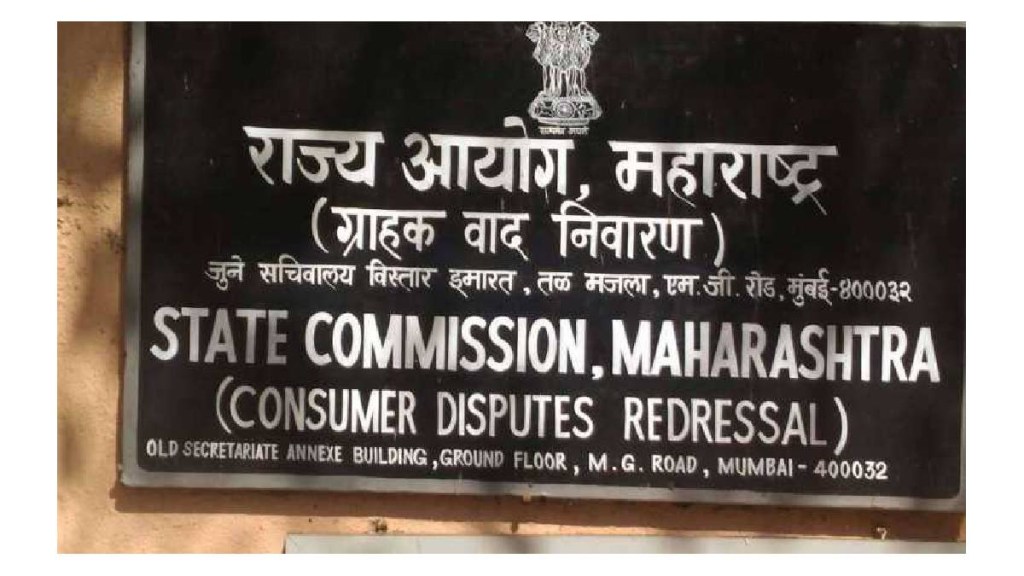 राज्य आयोग, महाराष्ट्र
(ग्राहक वाद निवारण)
जुने सचिवालय विस्तार इमारत, तळ मजला, एम.जी. रोड, मुंबई-४०००३२
STATE COMMISSION, MAHARASHTRA
(CONSUMER DISPUTES REDRESSAL)
OLD SECRETARIATE ANNEXE BUILDING, GROUND FLOOR, M.G. ROAD, MUMBAI - 400032